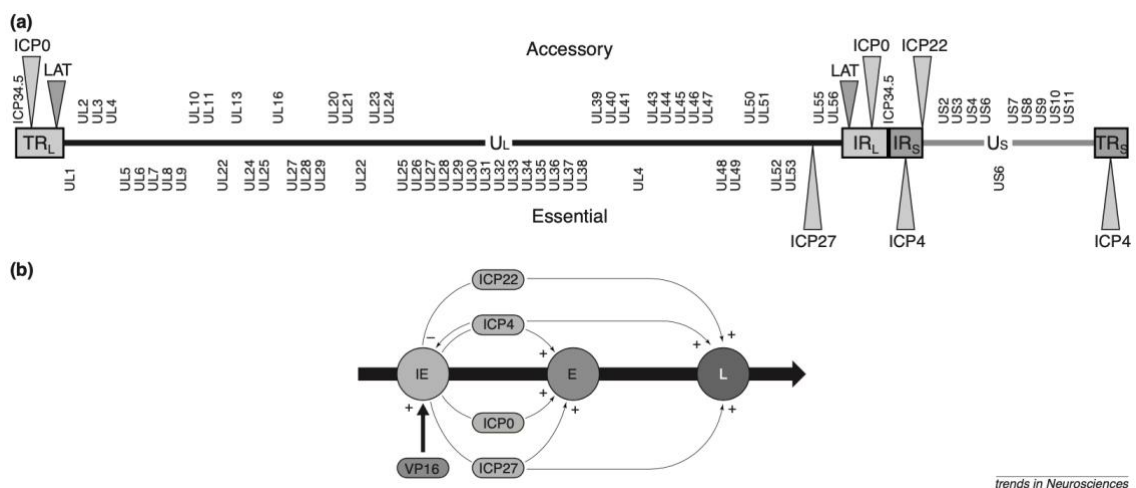 (a)
ICP0 Accessory ICP0 ICP22
LAT LAT
ICP34.5 UL2 UL3 UL4 UL10 UL11 UL13 UL16 UL20 UL21 UL23 UL24 UL39 UL40 UL41 UL43 UL44 UL45 UL46 UL47 UL50 UL51 UL55 UL56 ICP34.5 US2 US3 US4 US6 US7 US8 US9 US10 US11
TRL UL IRL IRS US TRS
UL1 UL5 UL6 UL7 UL8 UL9 UL22 UL24 UL25 UL27 UL28 UL29 UL22 UL25 UL26 UL27 UL28 UL29 UL30 UL31 UL32 UL33 UL34 UL35 UL36 UL37 UL38 UL4 UL48 UL49 UL52 UL53 US6
Essential
ICP27 ICP4 ICP4
(b)
ICP22
+
ICP4
– + +
IE E L
+ + + +
ICP0
VP16 ICP27
trends in Neurosciences